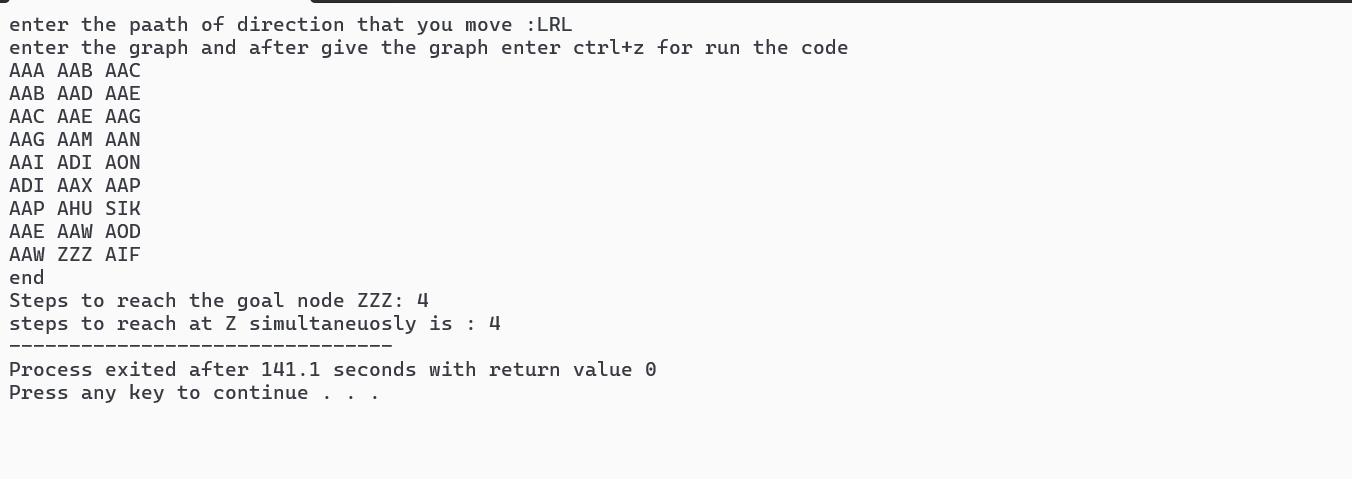 enter the paath of direction that you move :LRL
enter the graph and after give the graph enter ctrl+z for run the code
AAA AAB AAC
AAB AAD AAE
AAC AAE AAG
AAG AAM AAN
AAI ADI AON
ADI AAX AAP
AAP AHU SIK
AAE AAW AOD
AAW ZZZ AIF
end
Steps to reach the goal node ZZZ: 4
steps to reach at Z simultaneuosly is : 4
--------------------------------
Process exited after 141.1 seconds with return value 0
Press any key to continue . . .